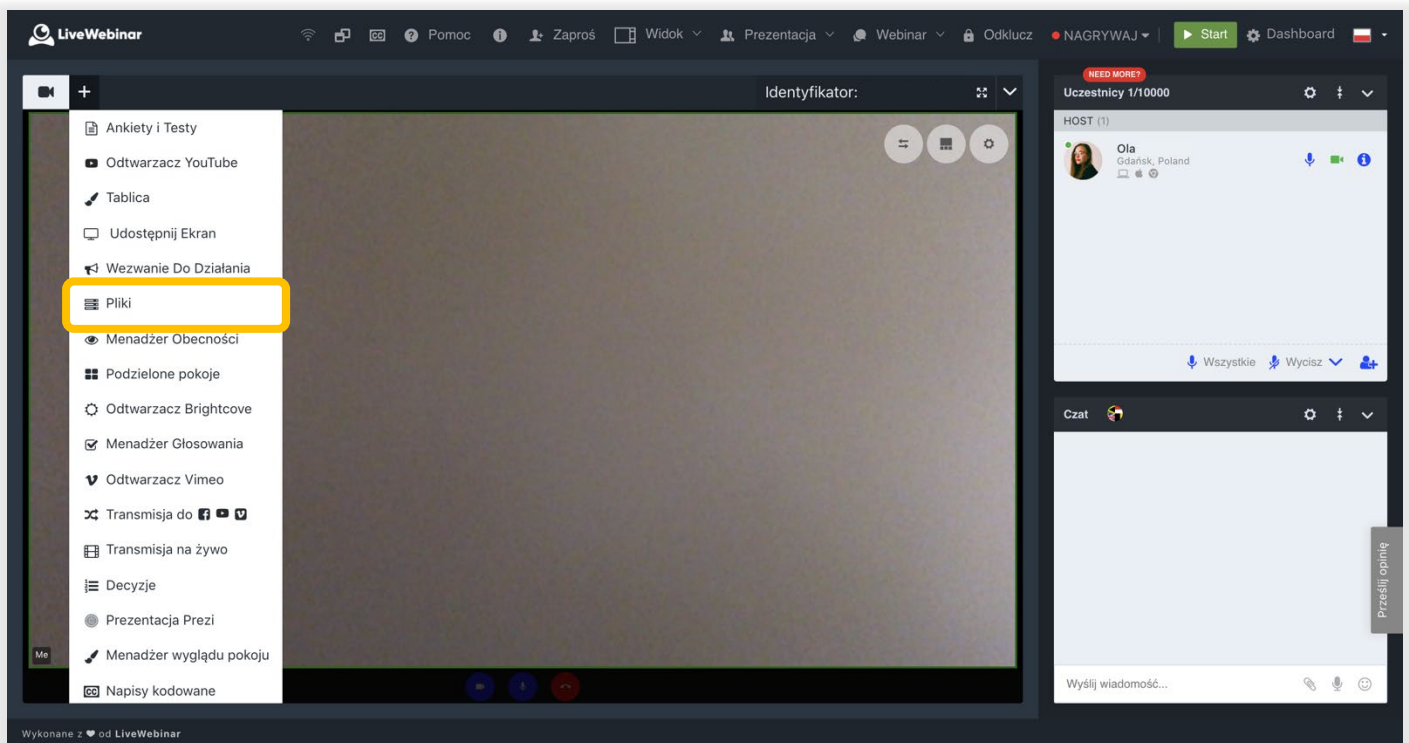 LiveWebinar
CC
Pomoc
Zaproś
Widok
Prezentacja
Webinar
Odklucz
NAGRYWAJ
Start
Dashboard
Identyfikator:
Ankiety i Testy
Odtwarzacz YouTube
Tablica
Udostępnij Ekran
Wezwanie Do Działania
Pliki
Menadżer Obecności
Podzielone pokoje
Odtwarzacz Brightcove
Menadżer Głosowania
Odtwarzacz Vimeo
Transmisja do
Transmisja na żywo
Decyzje
Prezentacja Prezi
Menadżer wyglądu pokoju
CC Napisy kodowane
Me
NEED MORE?
Uczestnicy 1/10000
HOST (1)
Ola
Gdańsk, Poland
Wszystkie Wycisz
Czat
Prześlij opinię
Wyślij wiadomość...
Wykonane z ❤ od LiveWebinar